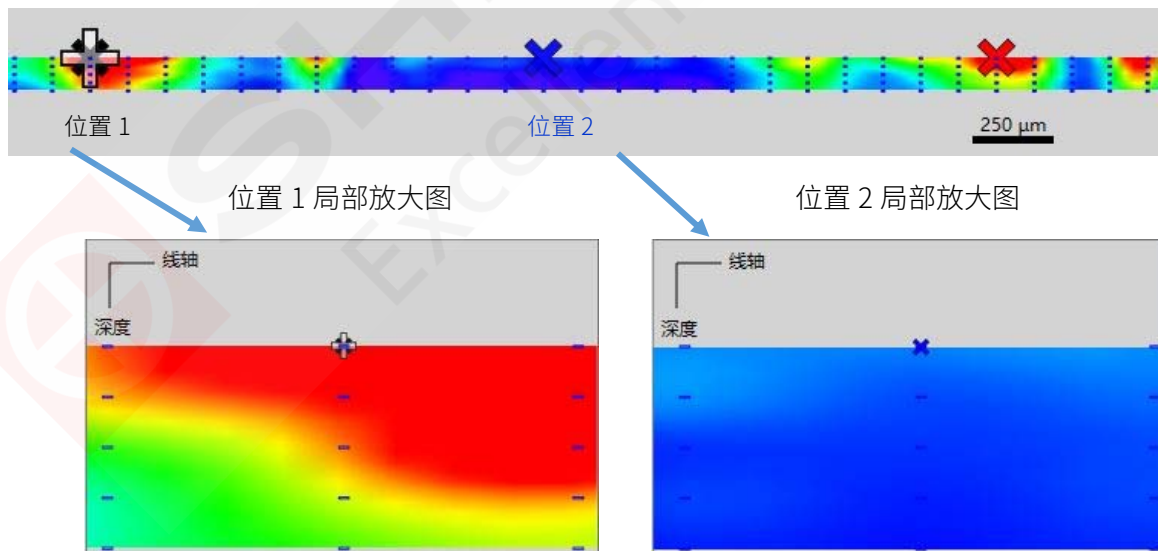 位置 1
位置 2
250 μm
位置 1 局部放大图
位置 2 局部放大图
线轴
深度
线轴
深度
Excellen